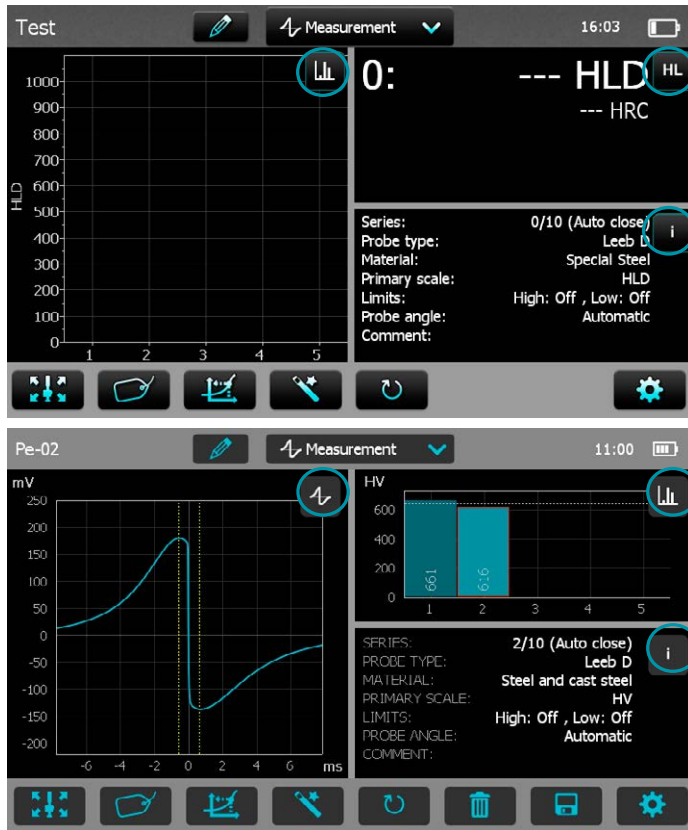 Test
Measurement
16:03
1000
900
800
700
600
500
400
300
200
100
0
HLD
1 2 3 4 5
0: --- HLD
HL
--- HRC
Series: 0/10 (Auto close)
i
Probe type: Leeb D
Material: Special Steel
Primary scale: HLD
Limits: High: Off , Low: Off
Probe angle: Automatic
Comment:
Pe-02
Measurement
11:00
mV
250
200
150
100
50
0
-50
-100
-150
-200
-6 -4 -2 0 2 4 6 ms
HV
600
400
200
0
661
616
1 2 3 4 5
SERIES: 2/10 (Auto close)
i
PROBE TYPE: Leeb D
MATERIAL: Steel and cast steel
PRIMARY SCALE: HV
LIMITS: High: Off , Low: Off
PROBE ANGLE: Automatic
COMMENT: